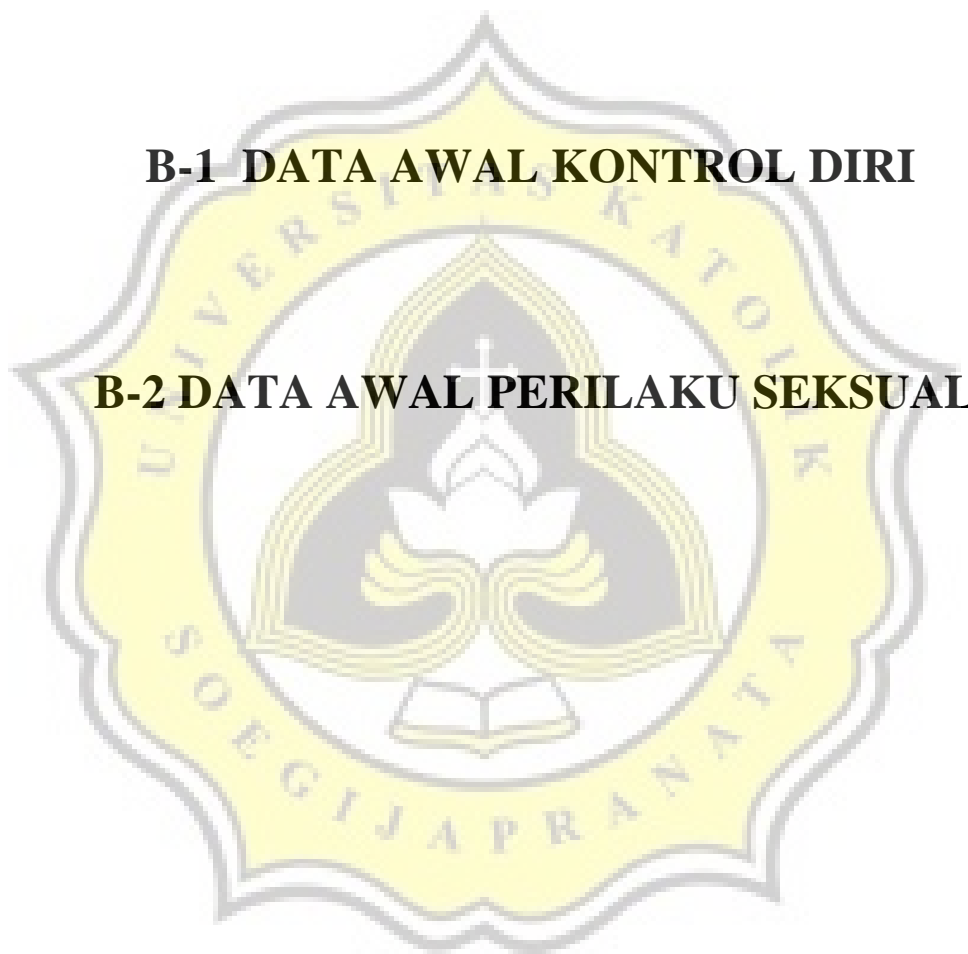 B-1 DATA AWAL KONTROL DIRI
B-2 DATA AWAL PERILAKU SEKSUAL
UNIVERSITAS KATOLIK
SOEGIJAPRANATA